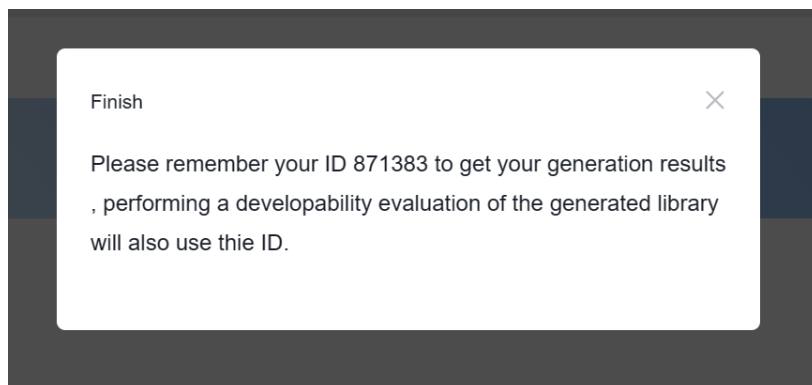 Finish
Please remember your ID 871383 to get your generation results
, performing a developability evaluation of the generated library
will also use thie ID.